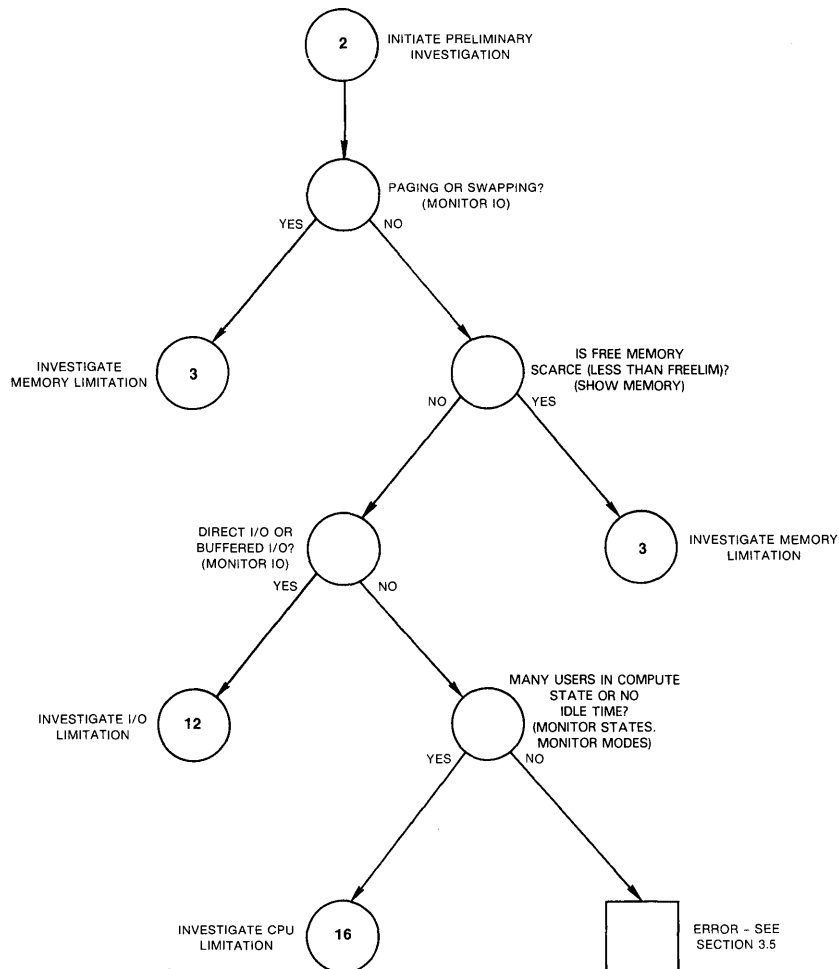 2
INITIATE PRELIMINARY
INVESTIGATION
PAGING OR SWAPPING?
(MONITOR IO)
YES
NO
INVESTIGATE
MEMORY LIMITATION
3
IS FREE MEMORY
SCARCE (LESS THAN FREELIM)?
(SHOW MEMORY)
NO
YES
DIRECT I/O OR
BUFFERED I/O?
(MONITOR IO)
YES
NO
3
INVESTIGATE MEMORY
LIMITATION
INVESTIGATE I/O
LIMITATION
12
MANY USERS IN COMPUTE
STATE OR NO
IDLE TIME?
(MONITOR STATES.
MONITOR MODES)
YES
NO
INVESTIGATE CPU
LIMITATION
16
ERROR - SEE
SECTION 3.5